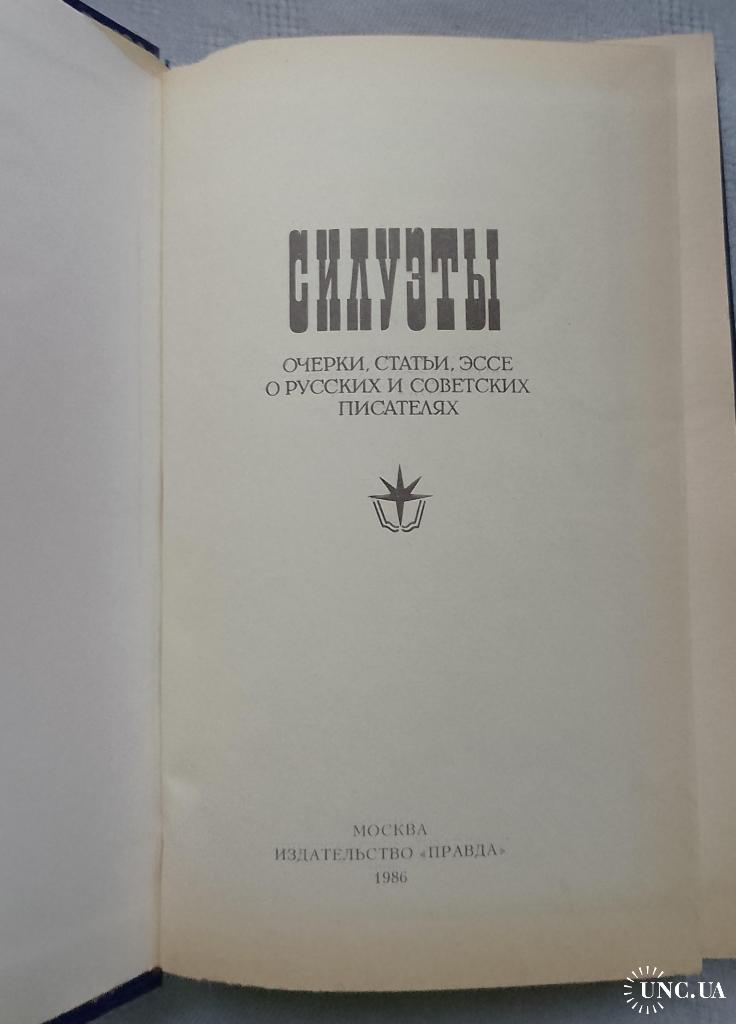 СИЛУЭТЫ
ОЧЕРКИ, СТАТЬИ, ЭССЕ
О РУССКИХ И СОВЕТСКИХ
ПИСАТЕЛЯХ
МОСКВА
ИЗДАТЕЛЬСТВО «ПРАВДА»
1986
UNC.UA